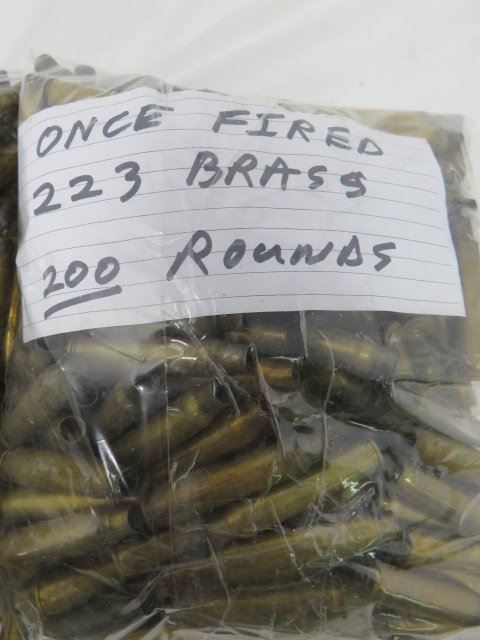 ONCE FIRED
223 BRASS
200 ROUNDS